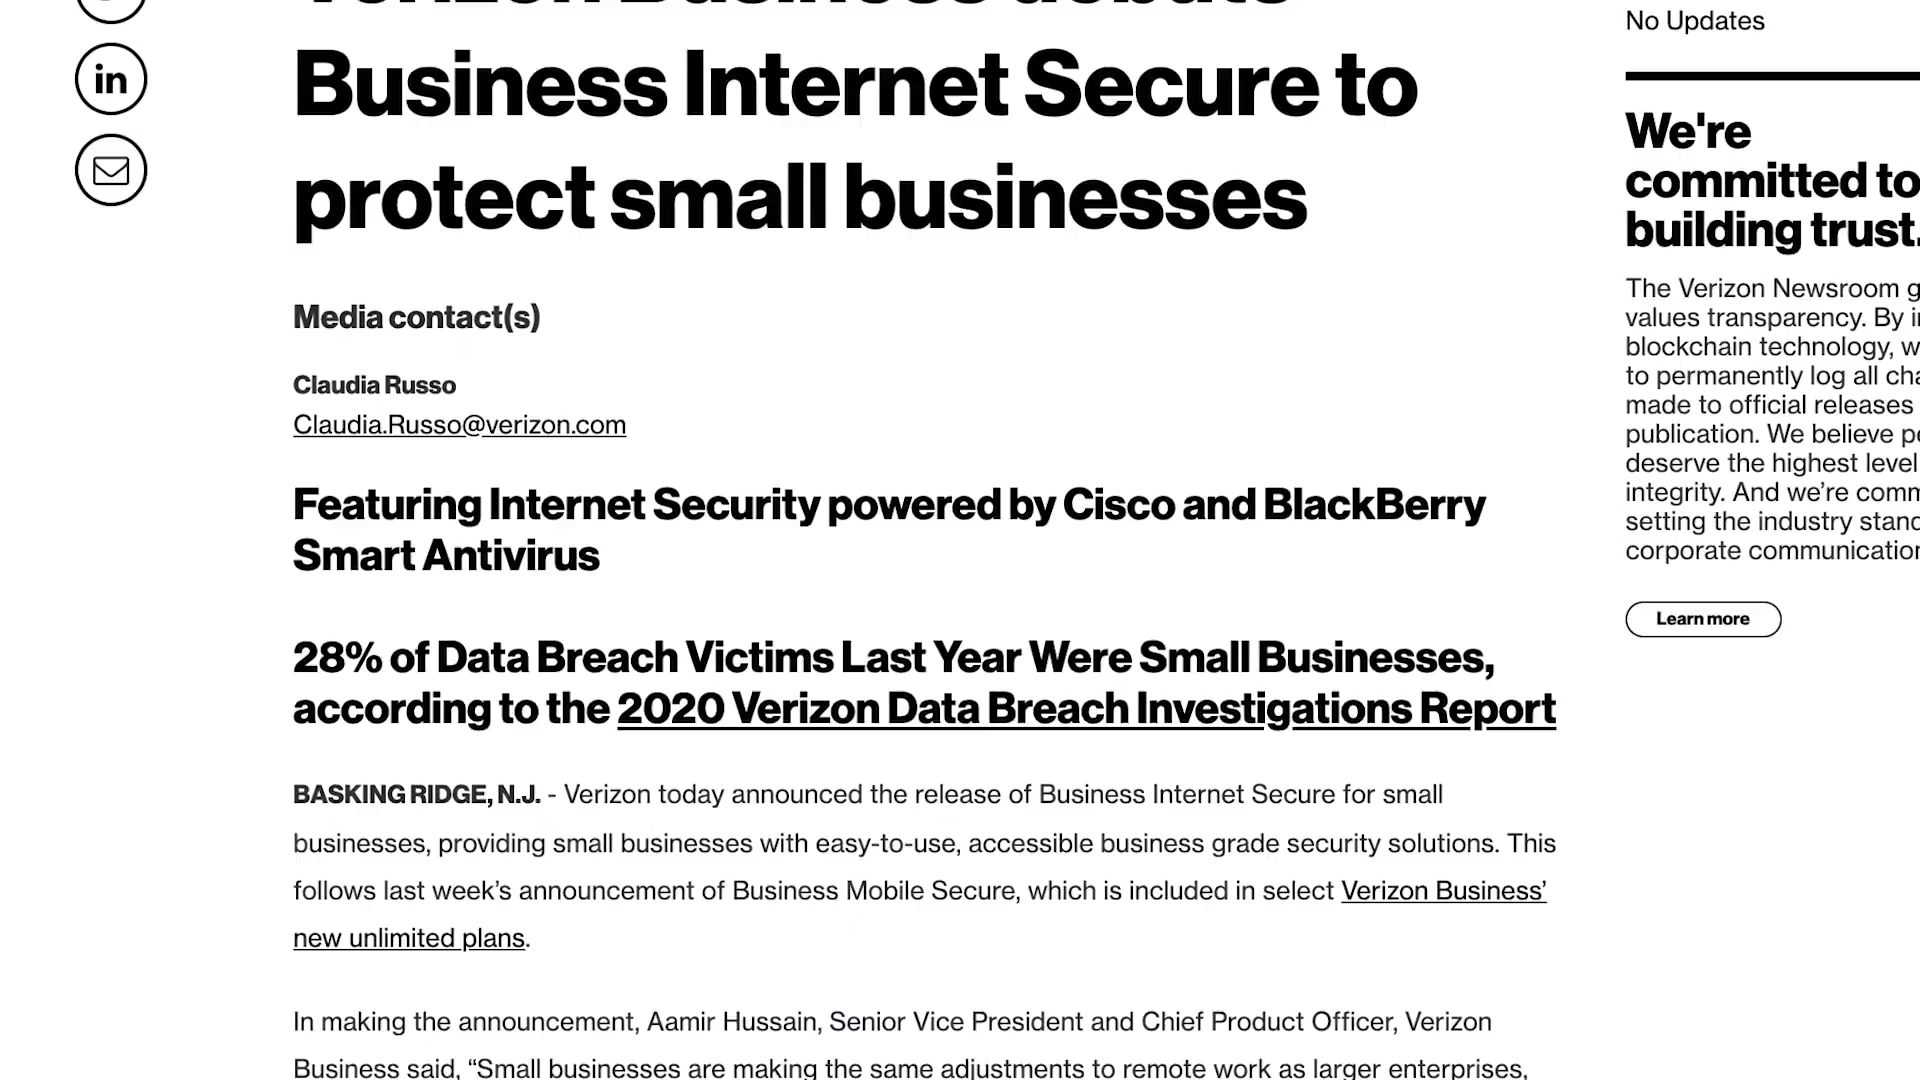 Verizon Business debuts
Business Internet Secure to
protect small businesses
Media contact(s)
Claudia Russo
Claudia.Russo@verizon.com
Featuring Internet Security powered by Cisco and BlackBerry
Smart Antivirus
28% of Data Breach Victims Last Year Were Small Businesses,
according to the 2020 Verizon Data Breach Investigations Report
BASKING RIDGE, N.J. - Verizon today announced the release of Business Internet Secure for small
businesses, providing small businesses with easy-to-use, accessible business grade security solutions. This
follows last week’s announcement of Business Mobile Secure, which is included in select Verizon Business’
new unlimited plans.
In making the announcement, Aamir Hussain, Senior Vice President and Chief Product Officer, Verizon
Business said, “Small businesses are making the same adjustments to remote work as larger enterprises,
in
No Updates
We're
committed to
building trust.
The Verizon Newsroom
values transparency. By
blockchain technology,
to permanently log all
made to official releases
publication. We believe
deserve the highest level
integrity. And we’re
setting the industry
corporate
Learn more